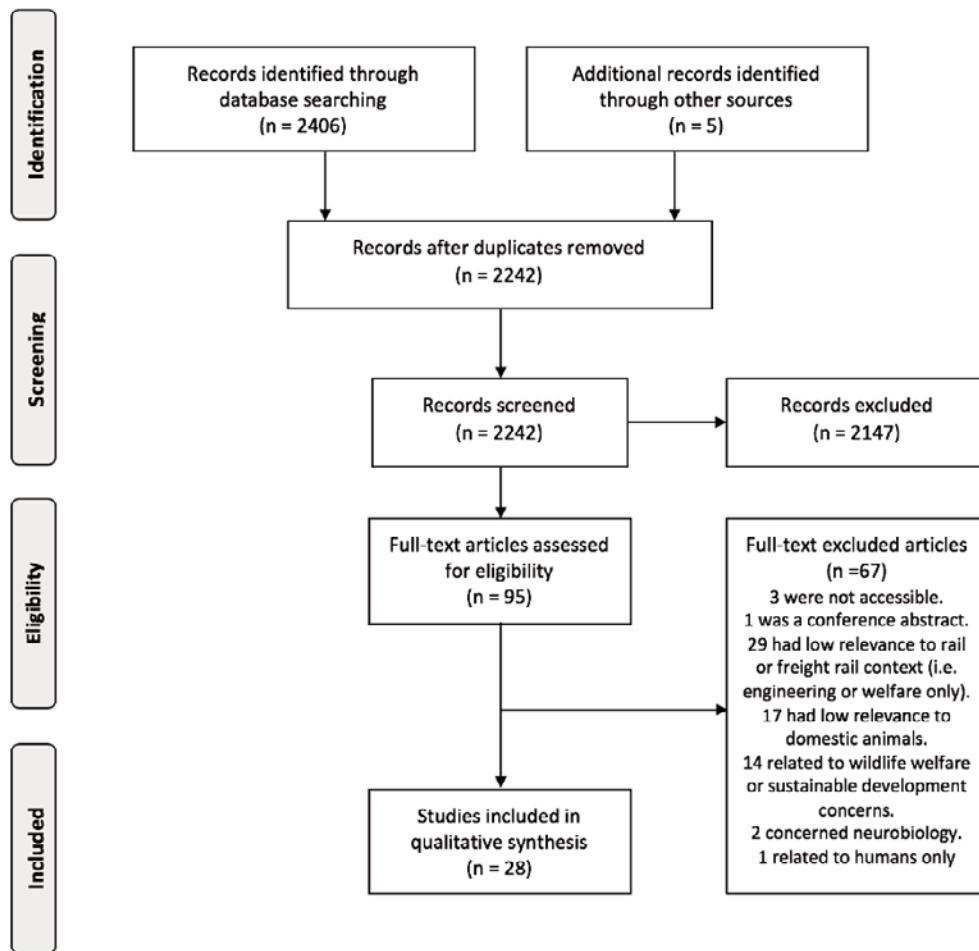 Identification
Records identified through
database searching
(n = 2406)
Additional records identified
through other sources
(n = 5)
Records after duplicates removed
(n = 2242)
Screening
Records screened
(n = 2242)
Records excluded
(n = 2147)
Eligibility
Full-text articles assessed
for eligibility
(n = 95)
Full-text excluded articles
(n =67)
3 were not accessible.
1 was a conference abstract.
29 had low relevance to rail
or freight rail context (i.e.
engineering or welfare only).
17 had low relevance to
domestic animals.
14 related to wildlife welfare
or sustainable development
concerns.
2 concerned neurobiology.
1 related to humans only
Included
Studies included in
qualitative synthesis
(n = 28)